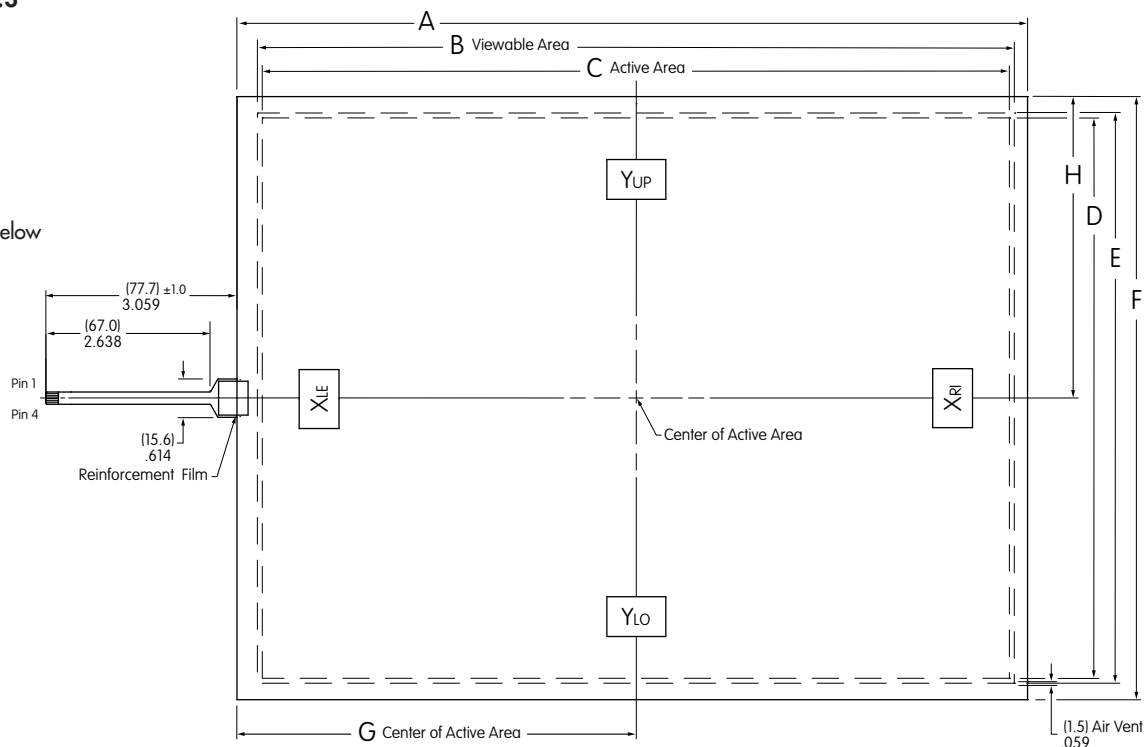 A
B Viewable Area
C Active Area
YUP
H
D
E
F
elow
(77.7) ±1.0
3.059
(67.0)
2.638
Pin 1
Pin 4
XLE
XRI
Center of Active Area
(15.6)
.614
Reinforcement Film
YLO
G Center of Active Area
(1.5) Air Vent
.059